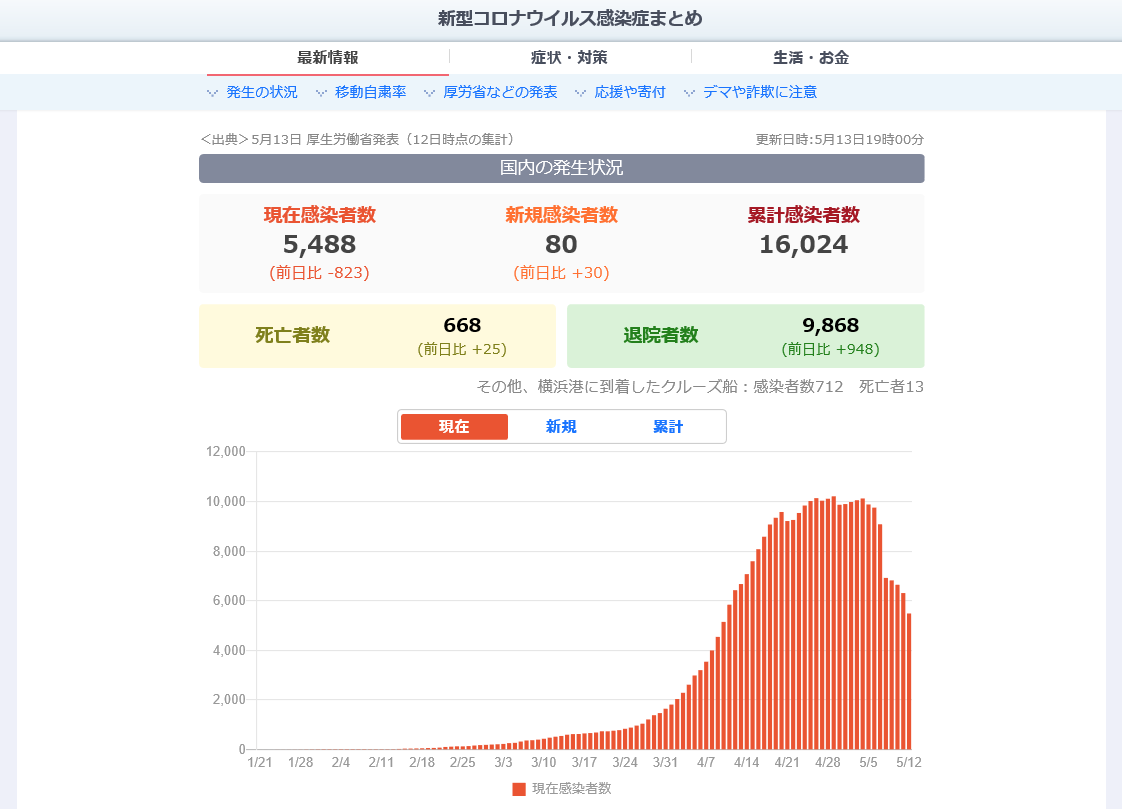 新型コロナウイルス感染症まとめ
最新情報 症状・対策 生活・お金
発生の状況 移動自粛率 厚労省などの発表 応援や寄付 デマや詐欺に注意
＜出典＞5月13日 厚生労働省発表（12日時点の集計） 更新日時:5月13日19時00分
国内の発生状況
現在感染者数 新規感染者数 累計感染者数
5,488 80 16,024
(前日比 -823) (前日比 +30)
死亡者数 668 退院者数 9,868
(前日比 +25) (前日比 +948)
その他、横浜港に到着したクルーズ船：感染者数712 死亡者13
現在 新規 累計
12,000
10,000
8,000
6,000
4,000
2,000
0
1/21 1/28 2/4 2/11 2/18 2/25 3/3 3/10 3/17 3/24 3/31 4/7 4/14 4/21 4/28 5/5 5/12
現在感染者数